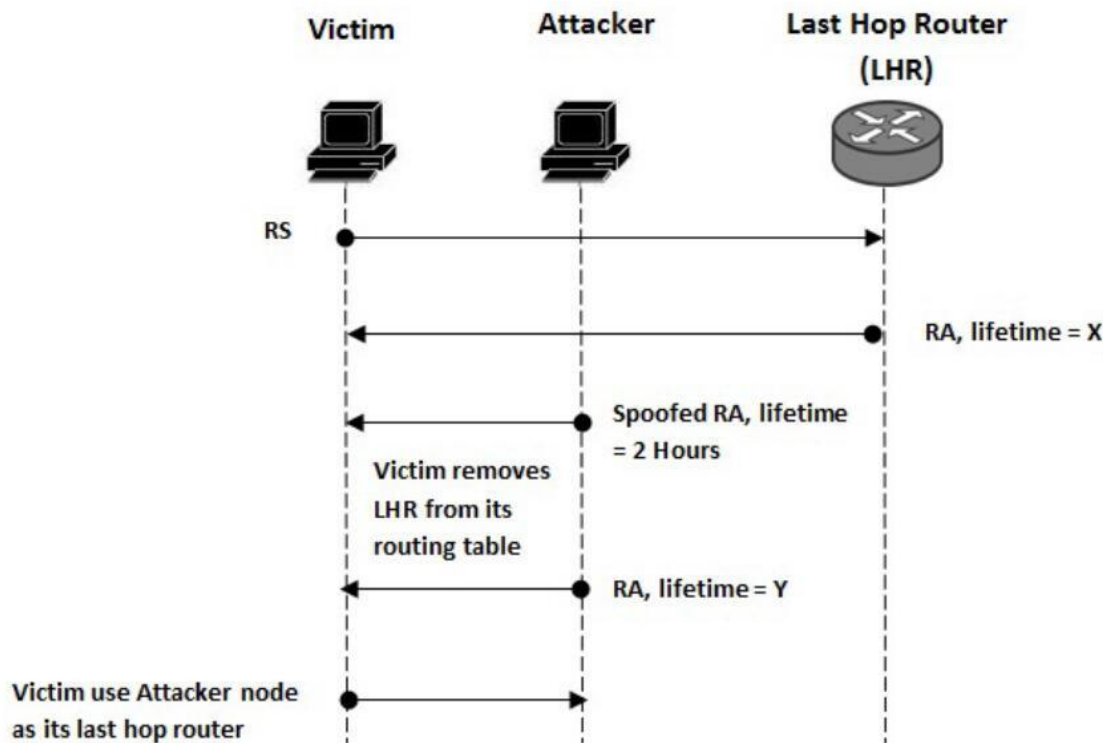 Victim
Attacker
Last Hop Router
(LHR)
RS
RA, lifetime = X
Spoofed RA, lifetime
= 2 Hours
Victim removes
LHR from its
routing table
RA, lifetime = Y
Victim use Attacker node
as its last hop router